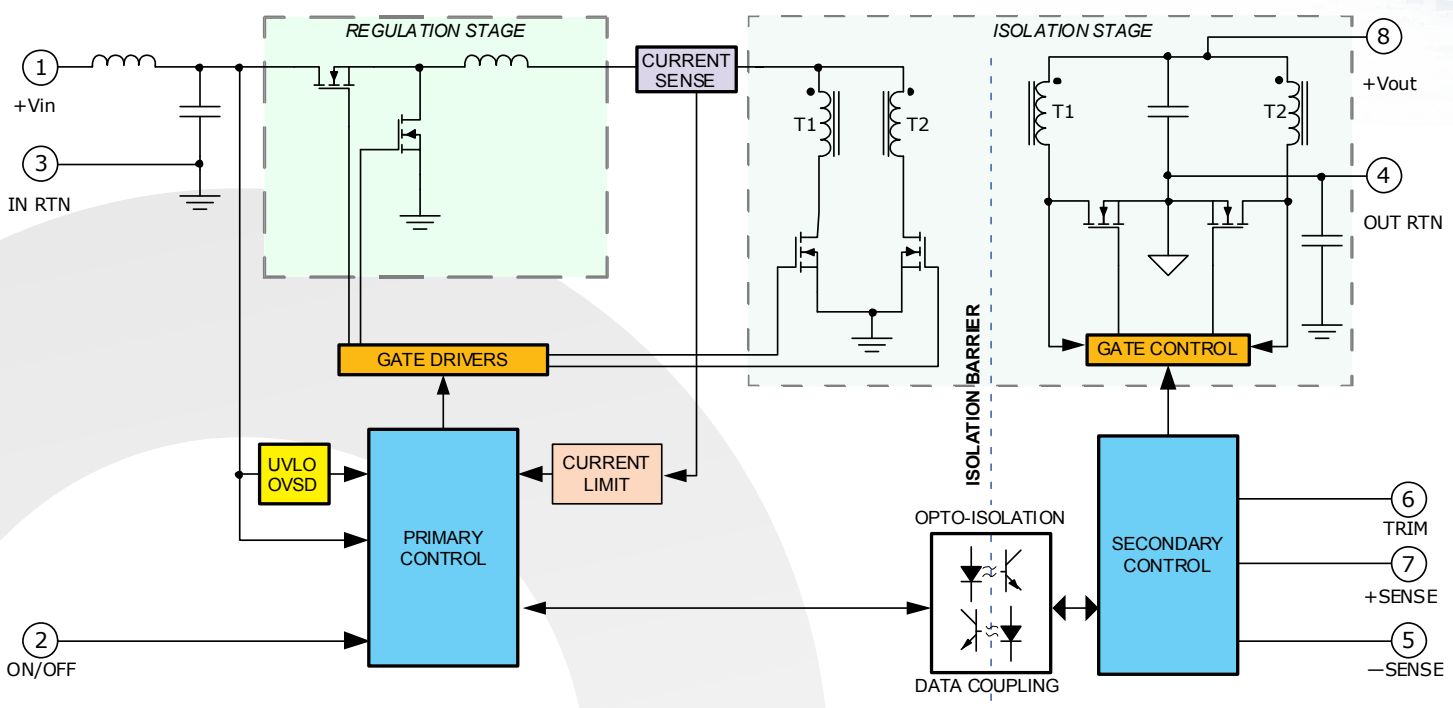 REGULATION STAGE
ISOLATION STAGE
1
+Vin
3
IN RTN
CURRENT
SENSE
T1
T2
T1
T2
8
+Vout
4
OUT RTN
GATE DRIVERS
GATE CONTROL
ISOLATION BARRIER
UVLO
OVSD
CURRENT
LIMIT
PRIMARY
CONTROL
OPTO-ISOLATION
DATA COUPLING
SECONDARY
CONTROL
6
TRIM
7
+SENSE
5
—SENSE
2
ON/OFF